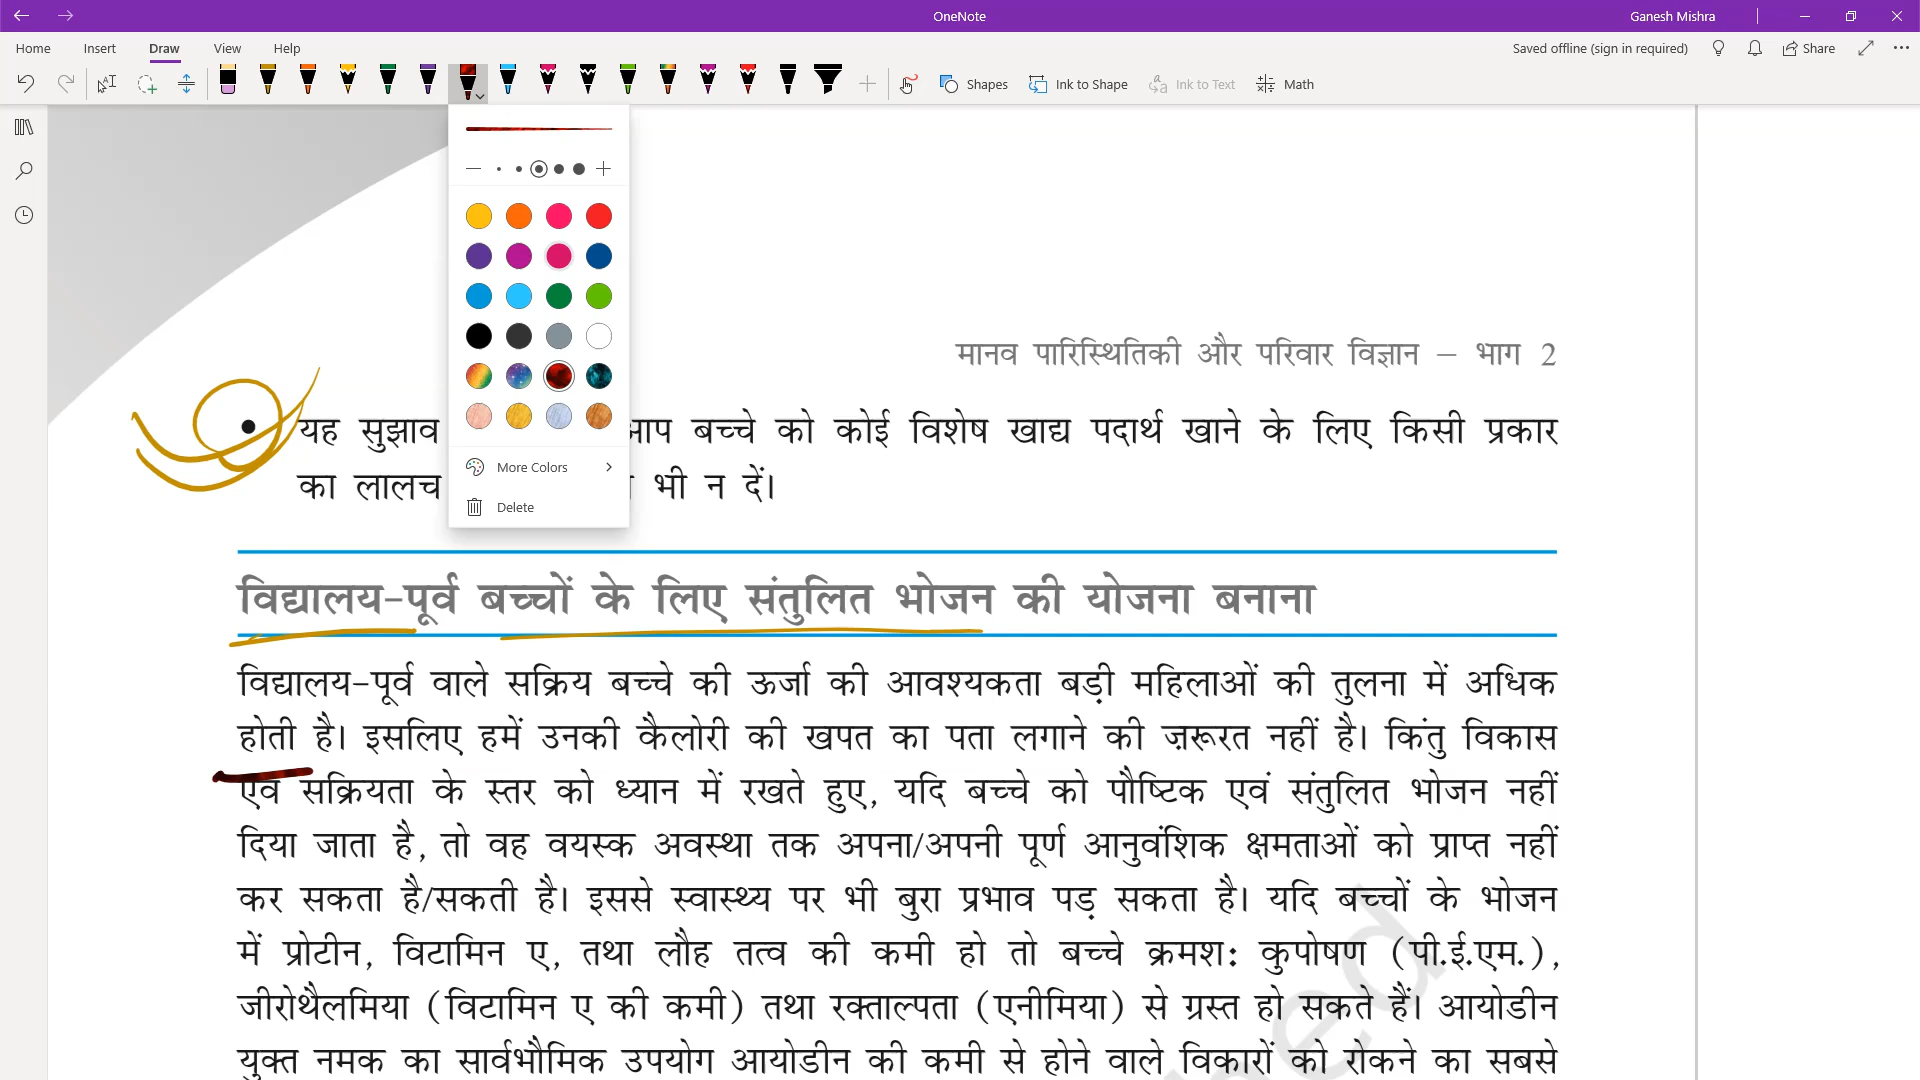 OneNote
Ganesh Mishra
Home Insert Draw View Help
Saved offline (sign in required) Share
Shapes Ink to Shape Ink to Text Math
More Colors
Delete
मानव पारिस्थितिकी और परिवार विज्ञान – भाग 2
यह सुझाव आप बच्चे को कोई विशेष खाद्य पदार्थ खाने के लिए किसी प्रकार
का लालच भी न दें।
विद्यालय-पूर्व बच्चों के लिए संतुलित भोजन की योजना बनाना
विद्यालय-पूर्व वाले सक्रिय बच्चे की ऊर्जा की आवश्यकता बड़ी महिलाओं की तुलना में अधिक
होती है। इसलिए हमें उनकी कैलोरी की खपत का पता लगाने की ज़रूरत नहीं है। किंतु विकास
एवं सक्रियता के स्तर को ध्यान में रखते हुए, यदि बच्चे को पौष्टिक एवं संतुलित भोजन नहीं
दिया जाता है, तो वह वयस्क अवस्था तक अपना/अपनी पूर्ण आनुवंशिक क्षमताओं को प्राप्त नहीं
कर सकता है/सकती है। इससे स्वास्थ्य पर भी बुरा प्रभाव पड़ सकता है। यदि बच्चों के भोजन
में प्रोटीन, विटामिन ए, तथा लौह तत्व की कमी हो तो बच्चे क्रमश: कुपोषण (पी.ई.एम.),
जीरोथैलमिया (विटामिन ए की कमी) तथा रक्ताल्पता (एनीमिया) से ग्रस्त हो सकते हैं। आयोडीन
युक्त नमक का सार्वभौमिक उपयोग आयोडीन की कमी से होने वाले विकारों को रोकने का सबसे